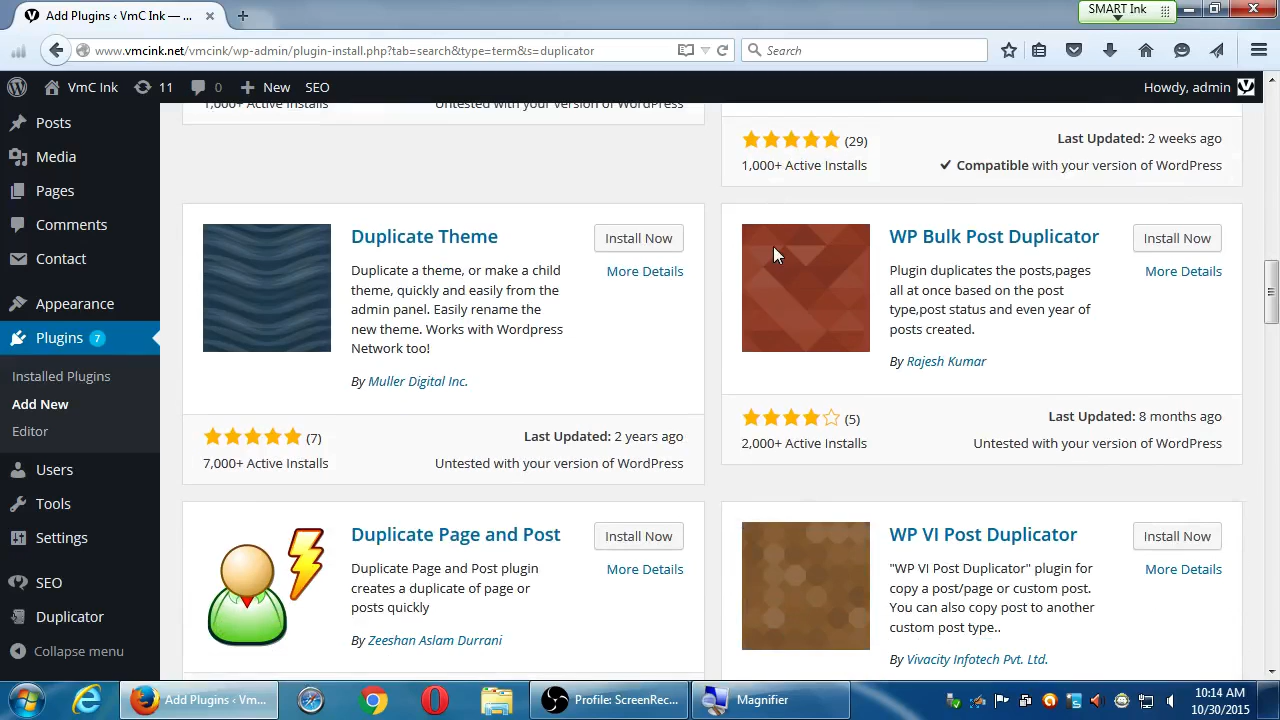 Add Plugins ‹ VmC Ink — ...
SMART Ink
www.vmcink.net/vmcink/wp-admin/plugin-install.php?tab=search&type=term&s=duplicator
Search
VmC Ink
11
0
New
SEO
Howdy, admin
Posts
Media
Pages
Comments
Contact
Appearance
Plugins 7
Installed Plugins
Add New
Editor
Users
Tools
Settings
SEO
Duplicator
Collapse menu
1,000+ Active Installs
Untested with your version of WordPress
(29)
Last Updated: 2 weeks ago
1,000+ Active Installs
Compatible with your version of WordPress
Duplicate Theme
Install Now
More Details
Duplicate a theme, or make a child
theme, quickly and easily from the
admin panel. Easily rename the
new theme. Works with Wordpress
Network too!
By Muller Digital Inc.
(7)
Last Updated: 2 years ago
7,000+ Active Installs
Untested with your version of WordPress
WP Bulk Post Duplicator
Install Now
More Details
Plugin duplicates the posts,pages
all at once based on the post
type,post status and even year of
posts created.
By Rajesh Kumar
(5)
Last Updated: 8 months ago
2,000+ Active Installs
Untested with your version of WordPress
Duplicate Page and Post
Install Now
More Details
Duplicate Page and Post plugin
creates a duplicate of page or
posts quickly
By Zeeshan Aslam Durrani
WP VI Post Duplicator
Install Now
More Details
"WP VI Post Duplicator" plugin for
copy a post/page or custom post.
You can also copy post to another
custom post type..
By Vivacity Infotech Pvt. Ltd.
Add Plugins ‹ Vm...
Profile: ScreenRec...
Magnifier
10:14 AM
10/30/2015